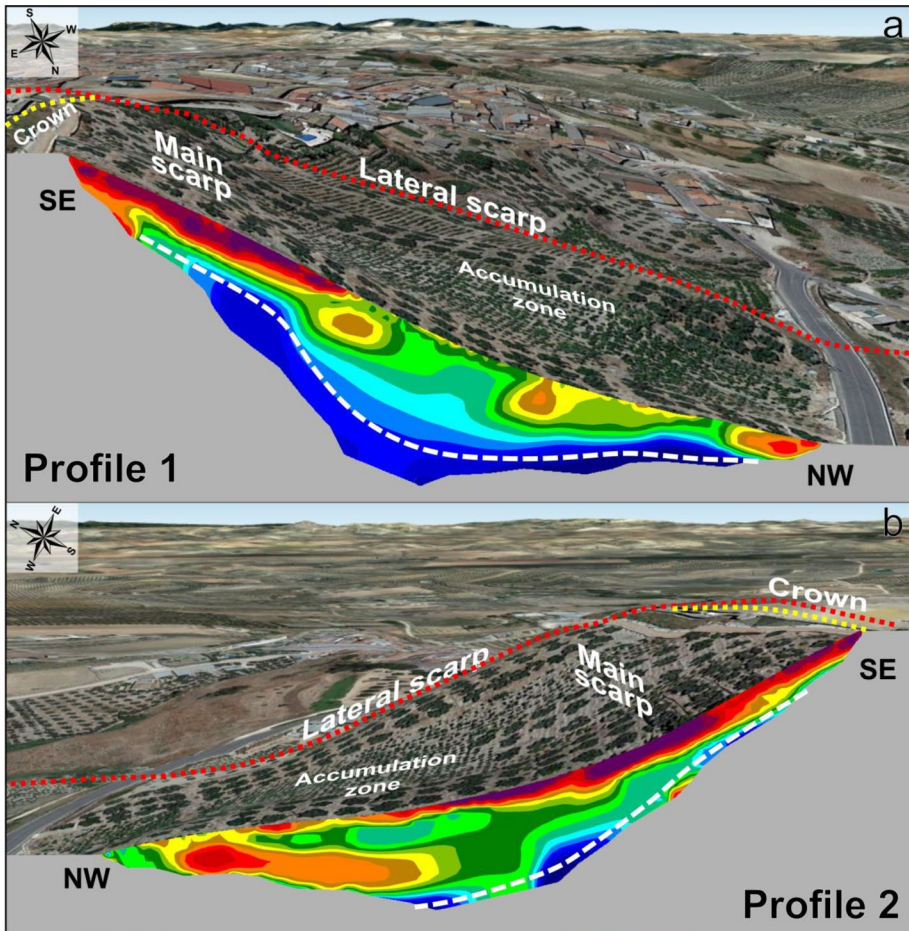 a
S
W
E
N
Crown
Main
scarp
Lateral scarp
SE
Accumulation
zone
Profile 1
NW
b
E
N
S
W
Crown
Main
scarp
SE
Lateral scarp
Accumulation
zone
NW
Profile 2